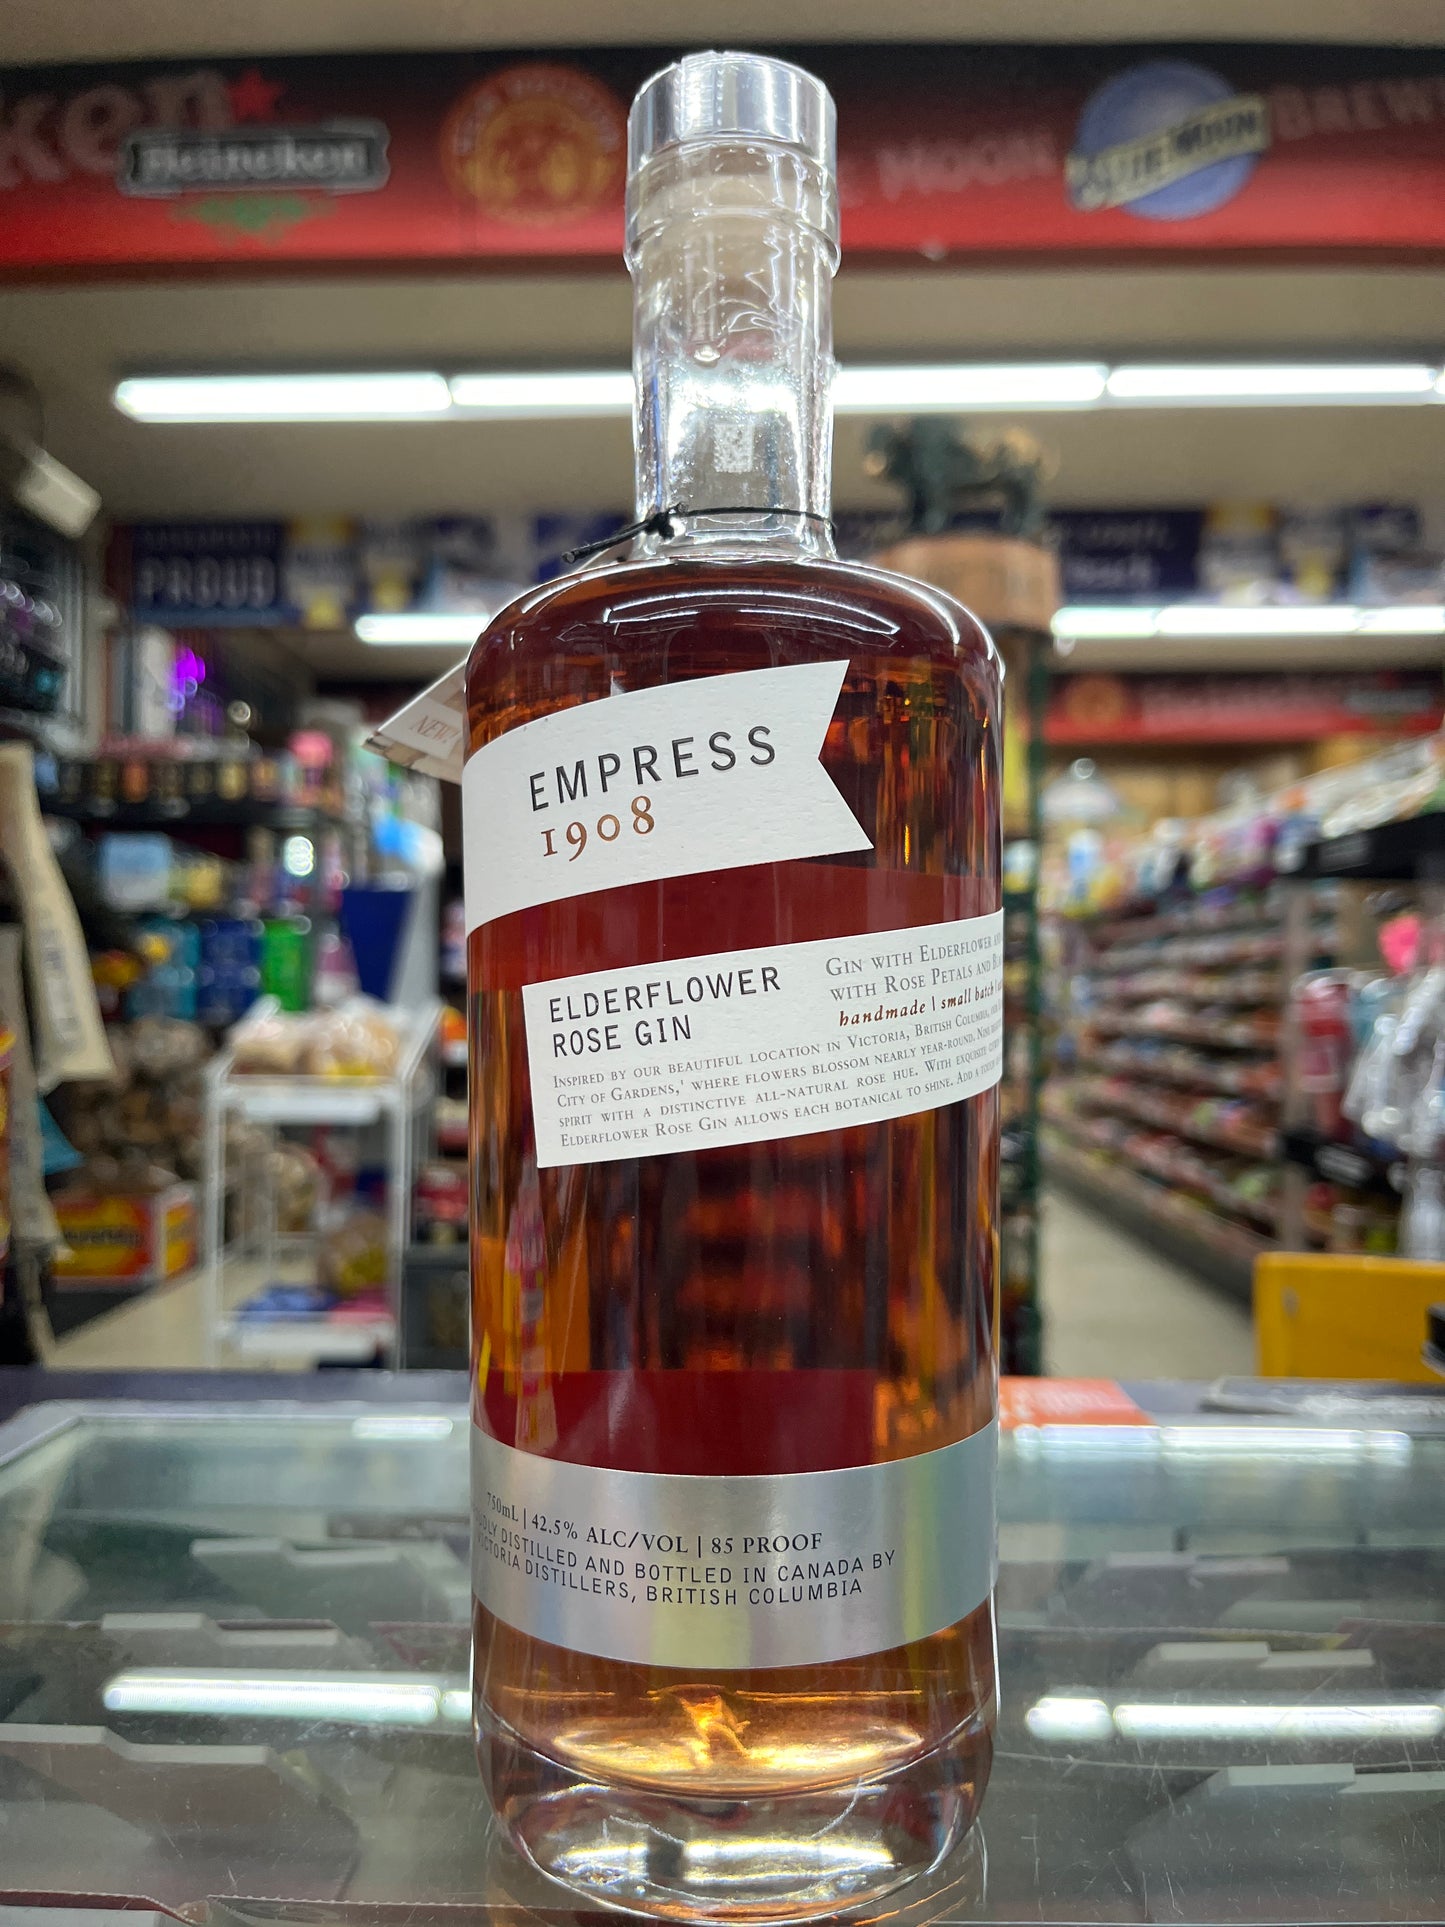 Heineken
BLUE MOON
PROUD
NEW!
EMPRESS
1908
ELDERFLOWER
ROSE GIN
GIN WITH ELDERFLOWER
WITH ROSE PETALS AND
handmade | small batch |
INSPIRED BY OUR BEAUTIFUL LOCATION IN VICTORIA, BRITISH COLUMBIA,
CITY OF GARDENS,' WHERE FLOWERS BLOSSOM NEARLY YEAR-ROUND. NINE
SPIRIT WITH A DISTINCTIVE ALL-NATURAL ROSE HUE. WITH EXQUISITE
ELDERFLOWER ROSE GIN ALLOWS EACH BOTANICAL TO SHINE. ADD A
750mL | 42.5% ALC/VOL | 85 PROOF
DISTILLED AND BOTTLED IN CANADA BY
VICTORIA DISTILLERS, BRITISH COLUMBIA